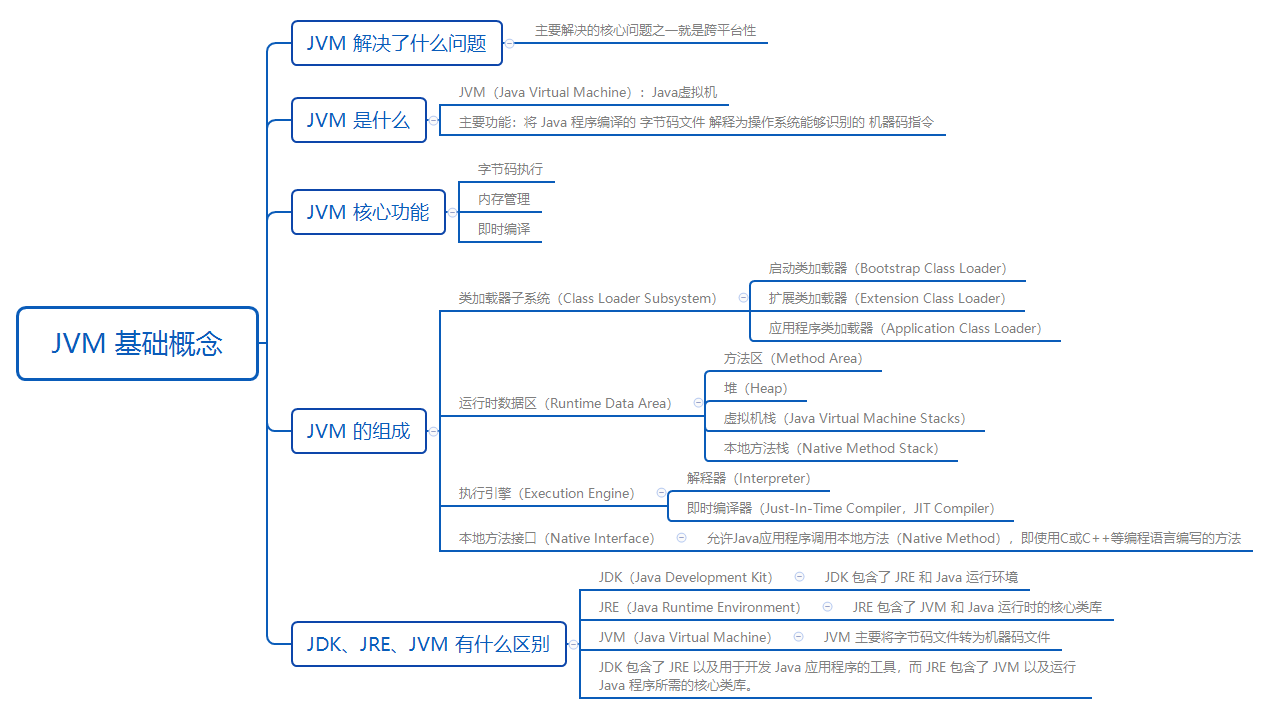 JVM 基础概念
JVM 解决了什么问题
主要解决的核心问题之一就是跨平台性
JVM 是什么
JVM（Java Virtual Machine）：Java虚拟机
主要功能：将 Java 程序编译的 字节码文件 解释为操作系统能够识别的 机器码指令
JVM 核心功能
字节码执行
内存管理
即时编译
JVM 的组成
类加载器子系统（Class Loader Subsystem）
启动类加载器（Bootstrap Class Loader）
扩展类加载器（Extension Class Loader）
应用程序类加载器（Application Class Loader）
运行时数据区（Runtime Data Area）
方法区（Method Area）
堆（Heap）
虚拟机栈（Java Virtual Machine Stacks）
本地方法栈（Native Method Stack）
执行引擎（Execution Engine）
解释器（Interpreter）
即时编译器（Just-In-Time Compiler，JIT Compiler）
本地方法接口（Native Interface）
允许Java应用程序调用本地方法（Native Method），即使用C或C++等编程语言编写的方法
JDK、JRE、JVM 有什么区别
JDK（Java Development Kit）
JDK 包含了 JRE 和 Java 运行环境
JRE（Java Runtime Environment）
JRE 包含了 JVM 和 Java 运行时的核心类库
JVM（Java Virtual Machine）
JVM 主要将字节码文件转为机器码文件
JDK 包含了 JRE 以及用于开发 Java 应用程序的工具，而 JRE 包含了 JVM 以及运行
Java 程序所需的核心类库。